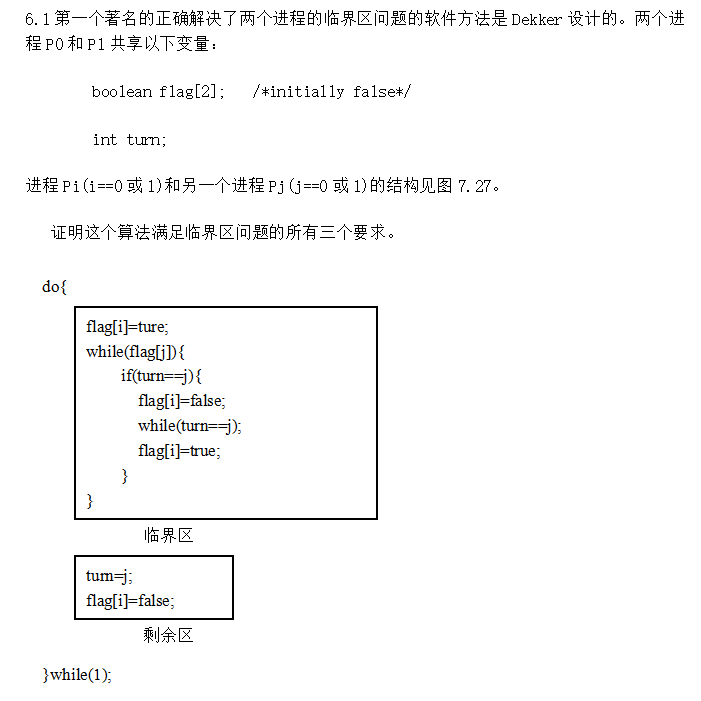 6.1 第一个著名的正确解决了两个进程的临界区问题的软件方法是 Dekker 设计的。两个进
程 P0 和 P1 共享以下变量：
boolean flag[2]; /*initially false*/
int turn;
进程 Pi(i==0 或 1)和另一个进程 Pj(j==0 或 1)的结构见图 7.27。
证明这个算法满足临界区问题的所有三个要求。
do{
flag[i]=ture;
while(flag[j]){
if(turn==j){
flag[i]=false;
while(turn==j);
flag[i]=true;
}
}
临界区
turn=j;
flag[i]=false;
剩余区
}while(1);